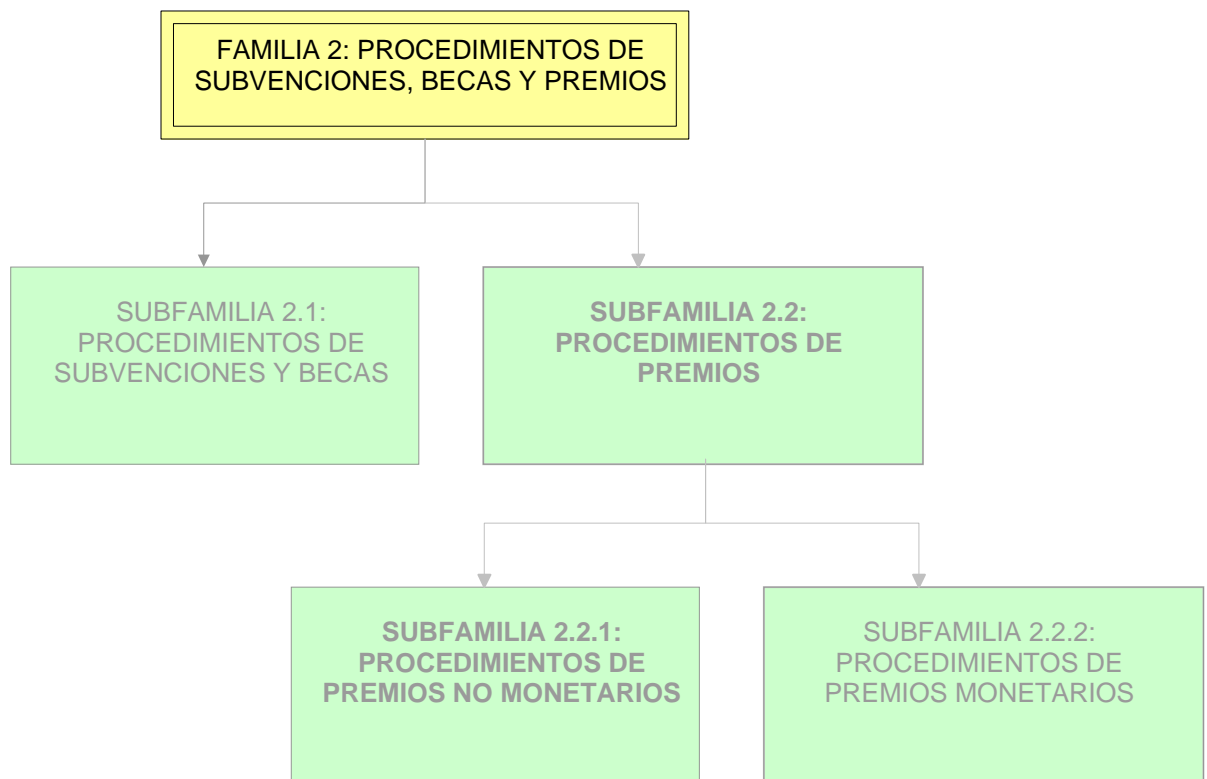 FAMILIA 2: PROCEDIMIENTOS DE
SUBVENCIONES, BECAS Y PREMIOS
SUBFAMILIA 2.1:
PROCEDIMIENTOS DE
SUBVENCIONES Y BECAS
SUBFAMILIA 2.2:
PROCEDIMIENTOS DE
PREMIOS
SUBFAMILIA 2.2.1:
PROCEDIMIENTOS DE
PREMIOS NO MONETARIOS
SUBFAMILIA 2.2.2:
PROCEDIMIENTOS DE
PREMIOS MONETARIOS